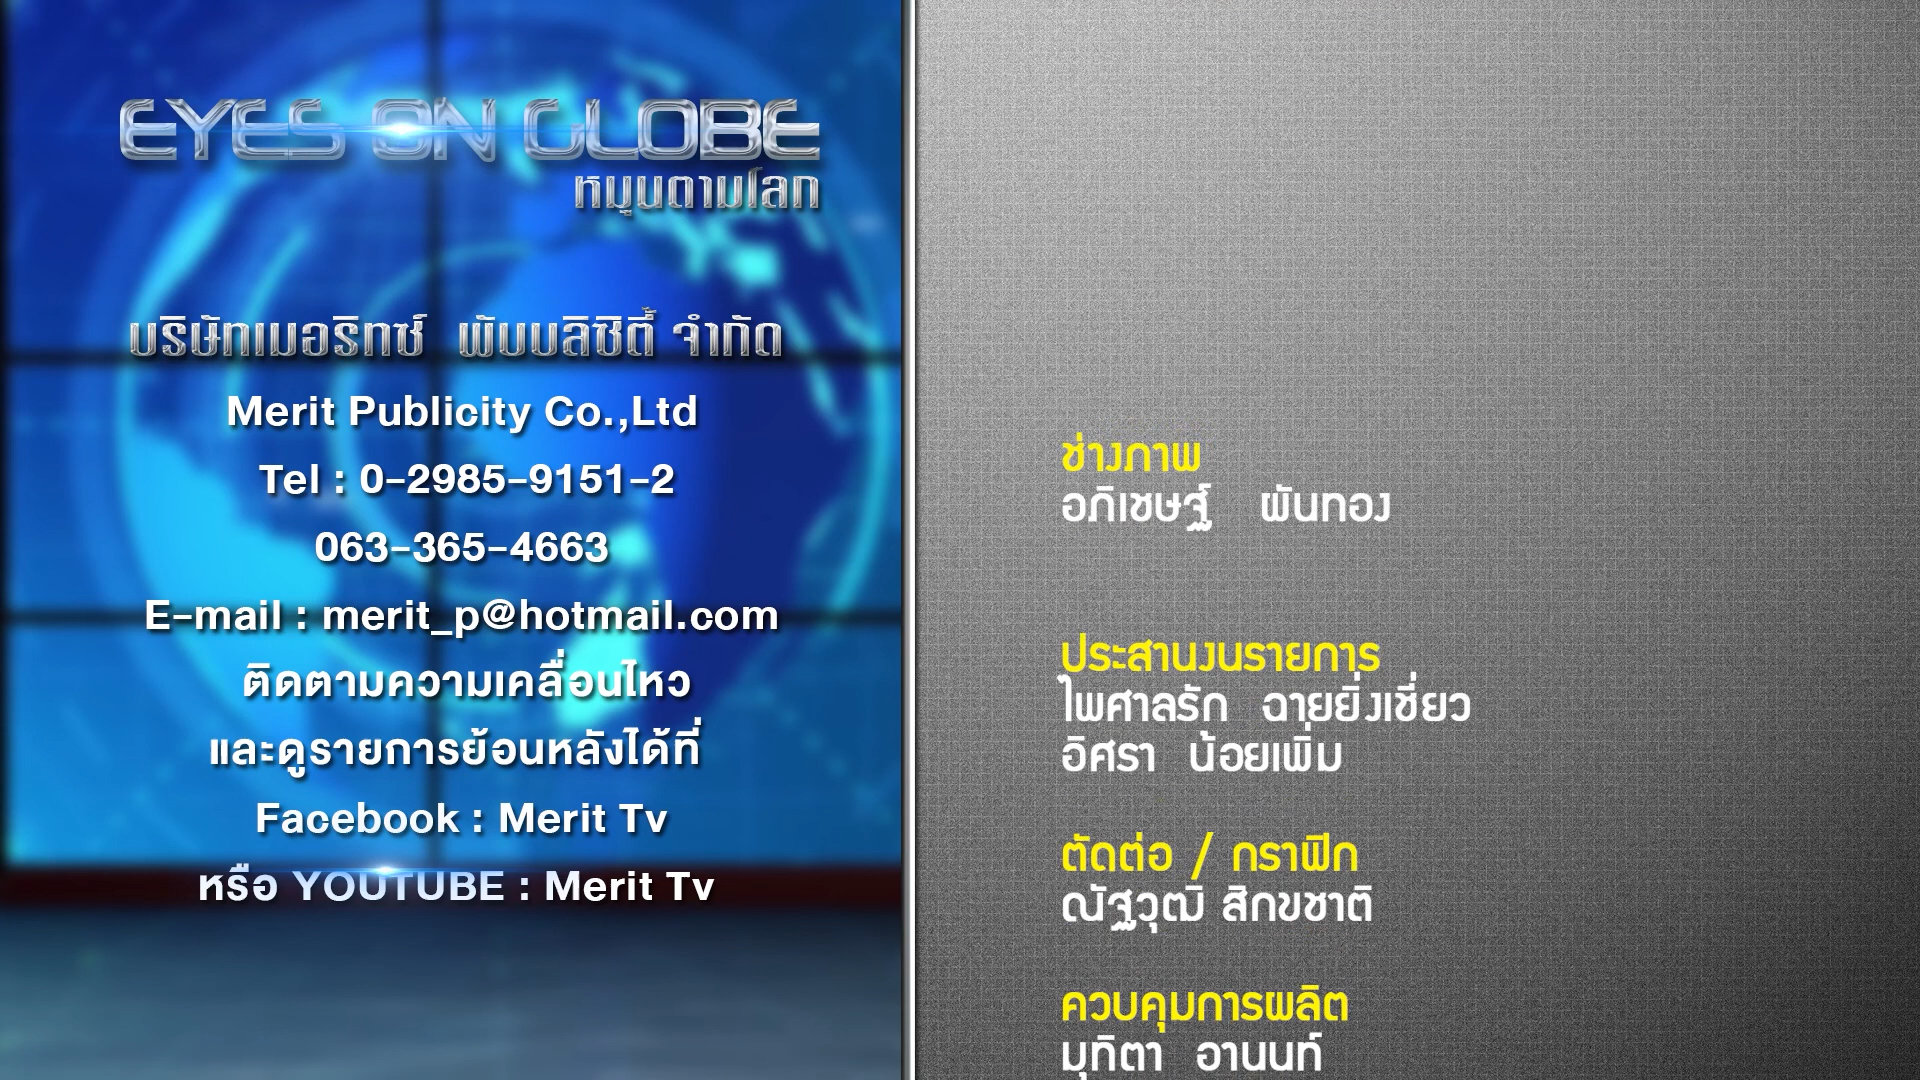 EYES ON GLOBE
หมุนตามโลก
บริษัทเมอริทซ์ พับบลิซิตี้ จำกัด
Merit Publicity Co.,Ltd
Tel : 0-2985-9151-2
063-365-4663
E-mail : merit_p@hotmail.com
ติดตามความเคลื่อนไหว
และดูรายการย้อนหลังได้ที่
Facebook : Merit Tv
หรือ YOUTUBE : Merit Tv
ช่างภาพ
อภิเชษฐ์ พันทอง
ประสานงนรายการ
ไพศาลรัก ฉายยิ่งเชี่ยว
อิศรา น้อยเพิ่ม
ตัดต่อ / กราฟิก
ณัฐวุฒิ สิกขชาติ
ควบคุมการผลิต
มุทิตา อานนท์